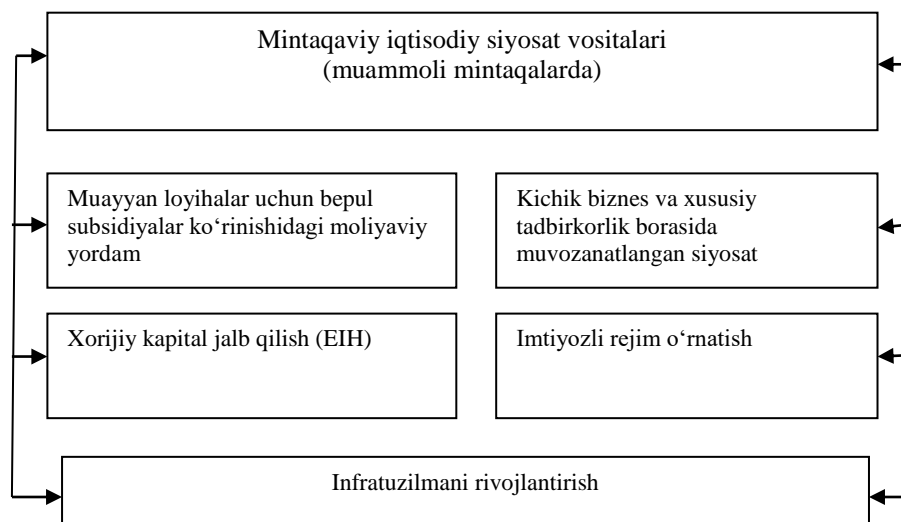 Mintaqaviy iqtisodiy siyosat vositalari
(muammoli mintaqalarda)
Muayyan loyihalar uchun bepul
subsidiyalar ko‘rinishidagi moliyaviy
yordam
Kichik biznes va xususiy
tadbirkorlik borasida
muvozanatlangan siyosat
Xorijiy kapital jalb qilish (EIH)
Imtiyozli rejim o‘rnatish
Infratuzilmani rivojlantirish